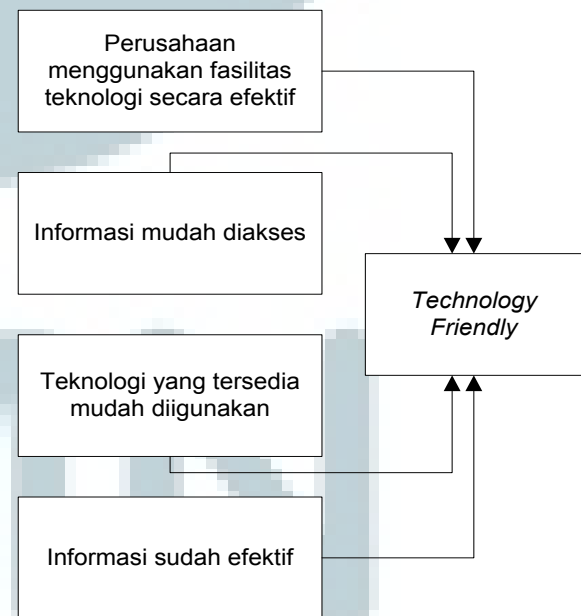 Perusahaan
menggunakan fasilitas
teknologi secara efektif
Informasi mudah diakses
Technology
Friendly
Teknologi yang tersedia
mudah diigunakan
Informasi sudah efektif